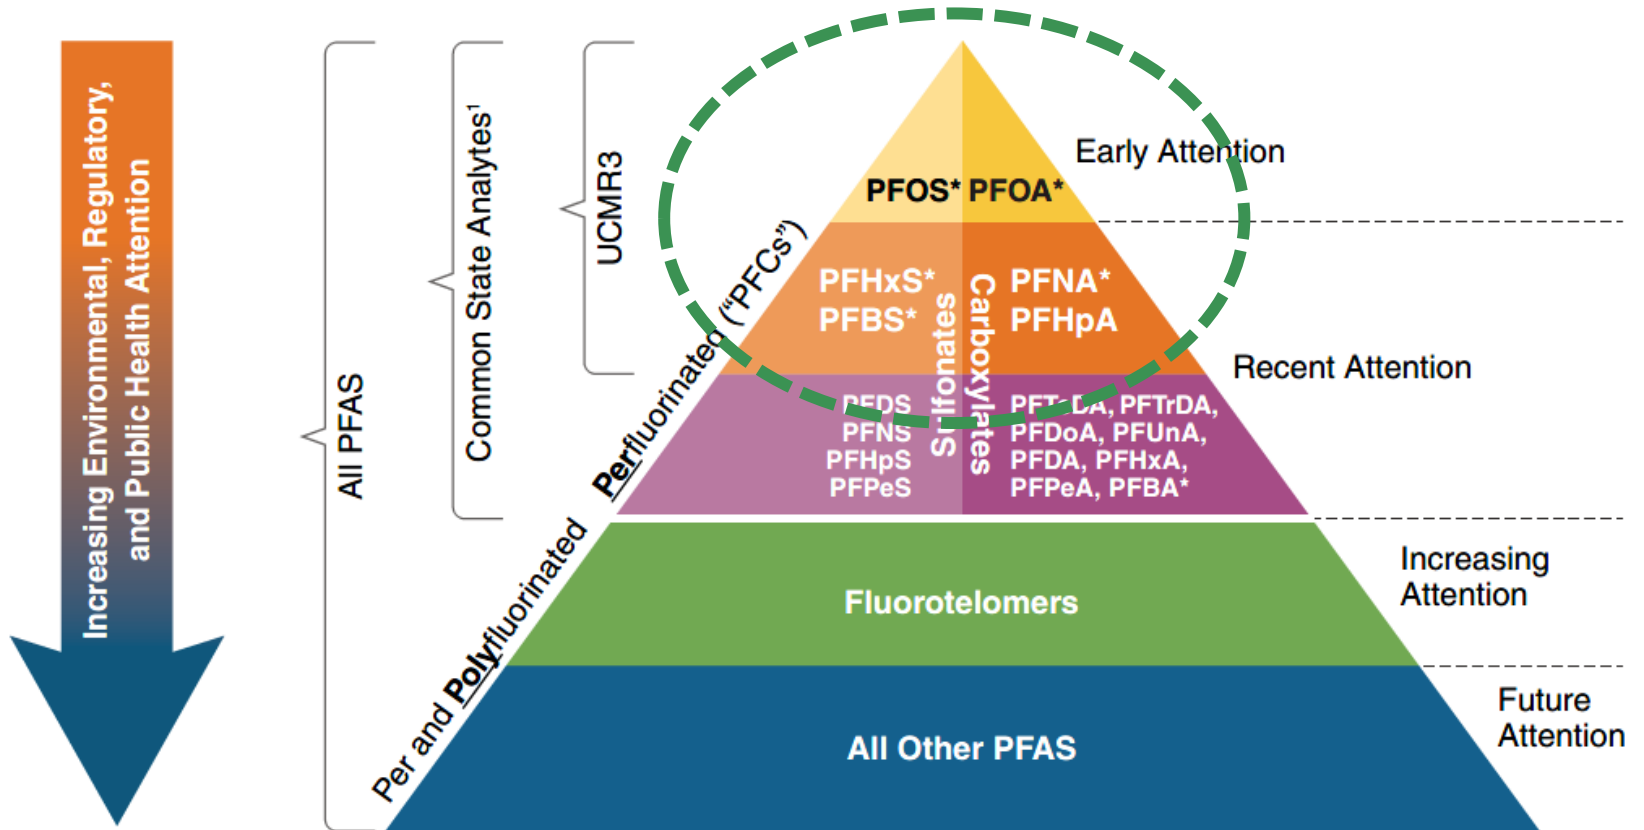 Increasing Environmental, Regulatory,
and Public Health Attention
All PFAS
Common State Analytes¹
UCMR3
Perfluorinated (“PFCs”)
Per and Polyfluorinated
PFOS* PFOA*
Early Attention
PFHxS*
PFBS*
Sulfonates
Carboxylates
PFNA*
PFHpA
Recent Attention
PFDS
PFNS
PFHpS
PFPeS
PFTeDA, PFTrDA,
PFDoA, PFUnA,
PFDA, PFHxA,
PFPeA, PFBA*
Fluorotelomers
Increasing
Attention
All Other PFAS
Future
Attention